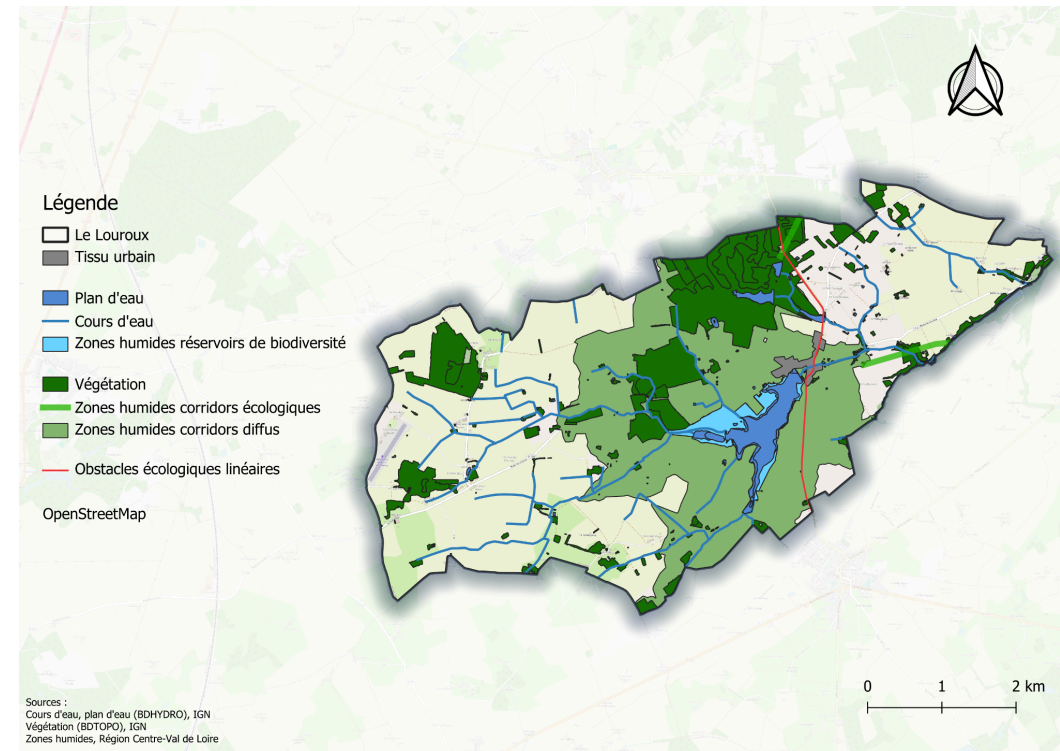 N
Légende
Le Louroux
Tissu urbain
Plan d'eau
Cours d'eau
Zones humides réservoirs de biodiversité
Végétation
Zones humides corridors écologiques
Zones humides corridors diffus
Obstacles écologiques linéaires
OpenStreetMap
Sources :
Cours d'eau, plan d'eau (BDHYDRO), IGN
Végétation (BDTOPO), IGN
Zones humides, Région Centre-Val de Loire
0 1 2 km